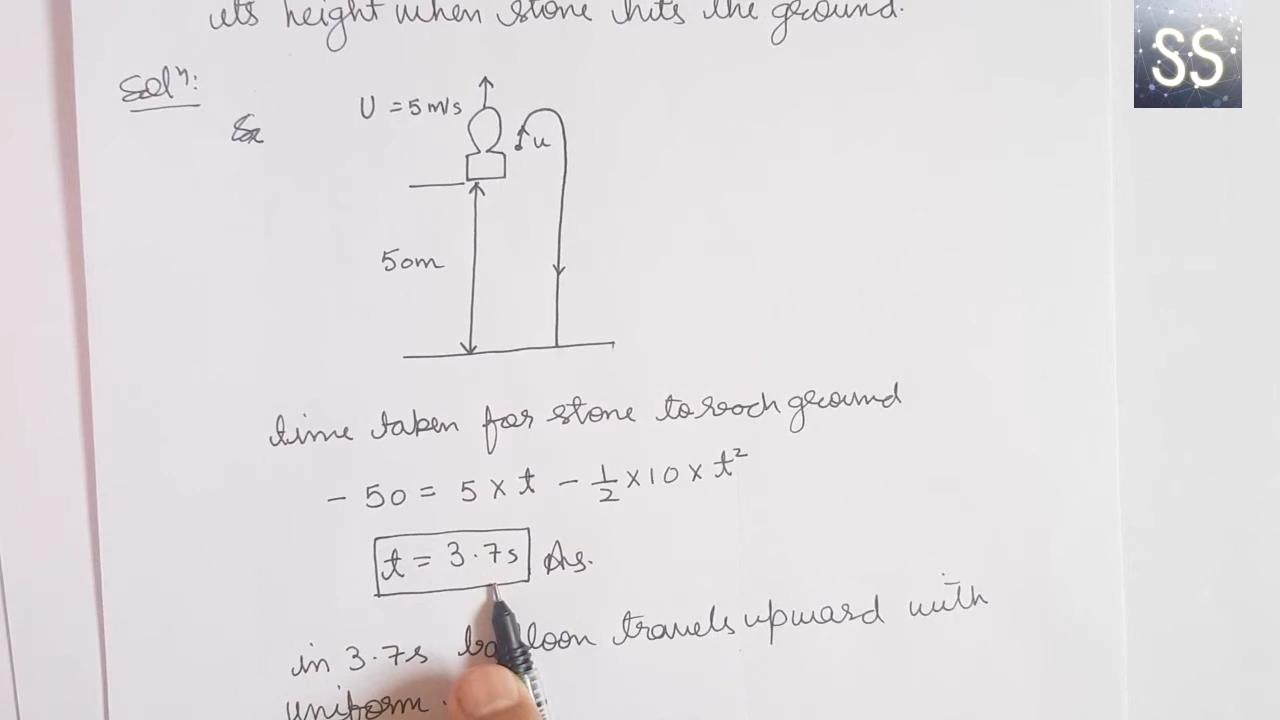 its height when stone hits the ground.
SS
Solⁿ:
U = 5 m/s
u
50m
time taken for stone to reach ground
- 50 = 5 × t - 1/2 × 10 × t²
t = 3.7s Ans.
in 3.7s balloon travels upward with
uniform